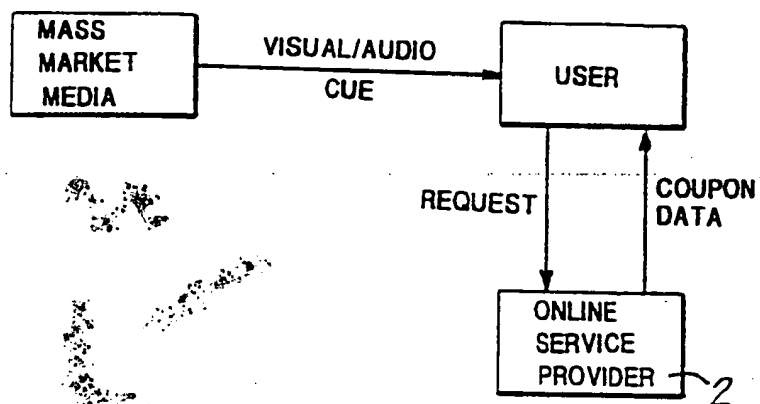 MASS
MARKET
MEDIA
VISUAL/AUDIO
CUE
USER
REQUEST
COUPON
DATA
ONLINE
SERVICE
PROVIDER
2